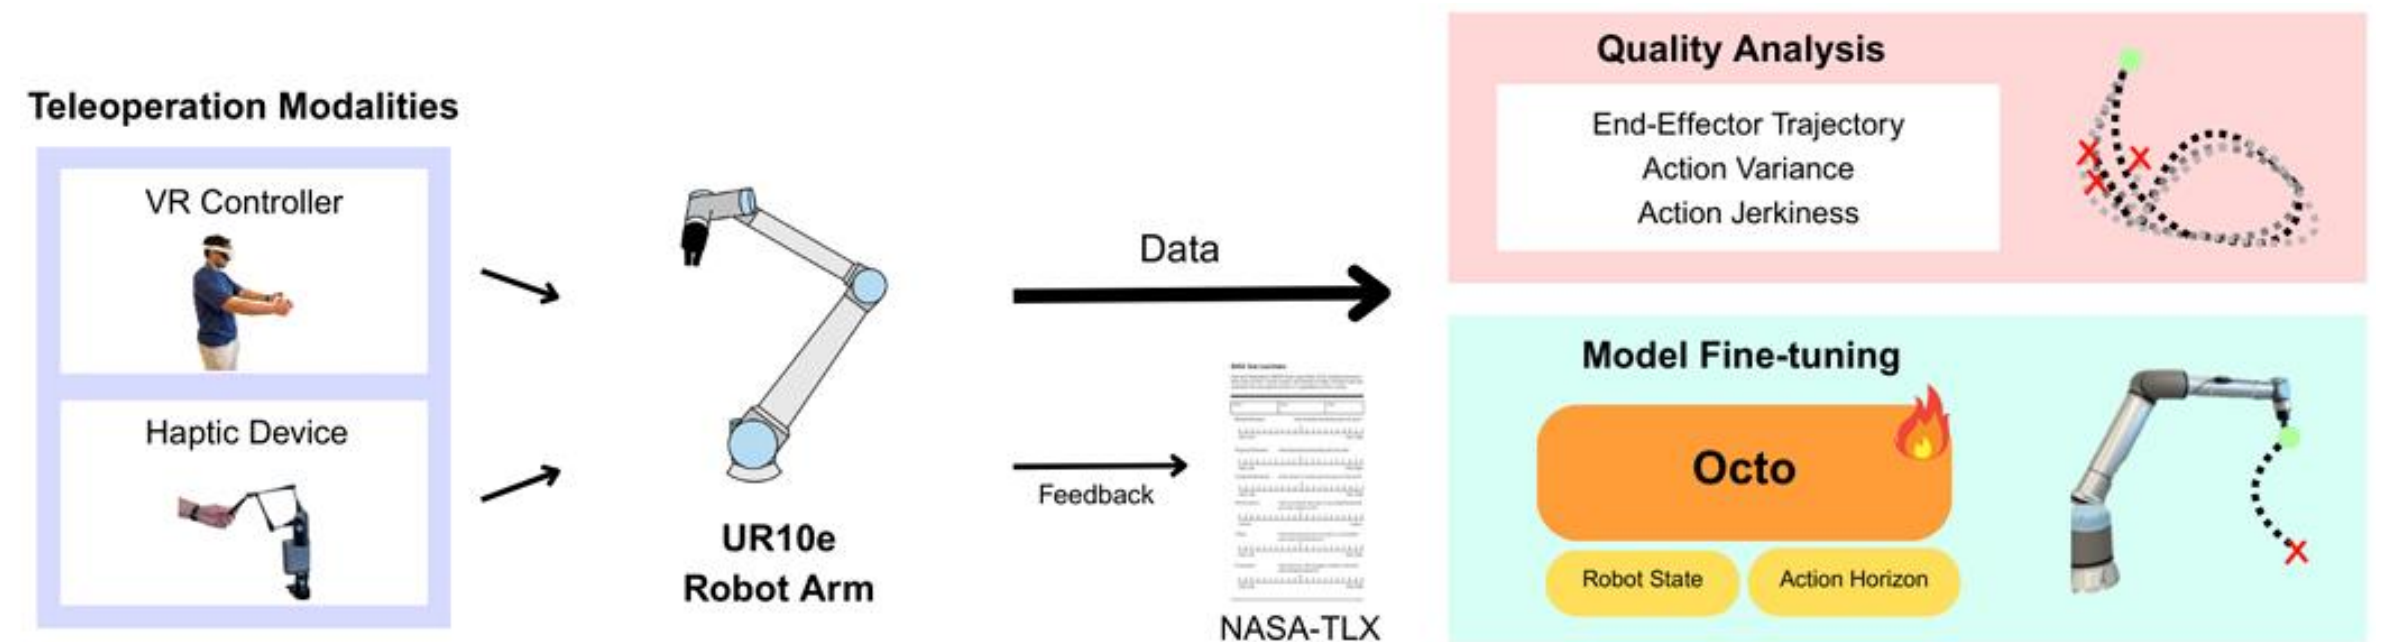 Teleoperation Modalities
VR Controller
Haptic Device
UR10e
Robot Arm
Data
Feedback
NASA-TLX
Quality Analysis
End-Effector Trajectory
Action Variance
Action Jerkiness
Model Fine-tuning
Octo
Robot State
Action Horizon